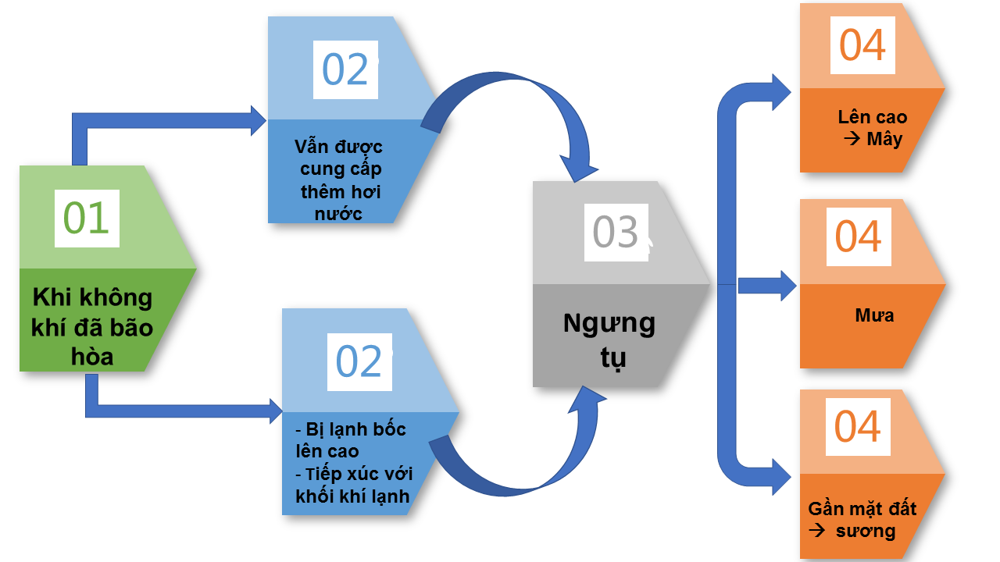 01
Khi không
khí đã bão
hòa
02
Vẫn được
cung cấp
thêm hơi
nước
02
- Bị lạnh bốc
lên cao
- Tiếp xúc với
khối khí lạnh
03
Ngưng
tụ
04
Lên cao
→ Mây
04
Mưa
04
Gần mặt đất
→ sương